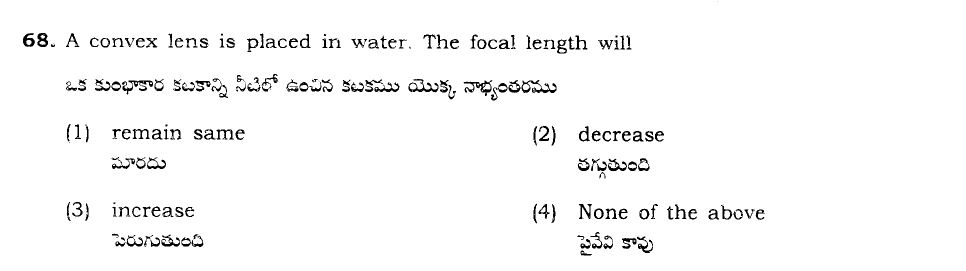 68. A convex lens is placed in water. The focal length will
ఒక కుంభాకార కటకాన్ని నీటిలో ఉంచిన కటకము యొక్క నాభ్యంతరము
(1) remain same (2) decrease
మారదు తగ్గుతుంది
(3) increase (4) None of the above
పెరుగుతుంది పైవేవి కావు